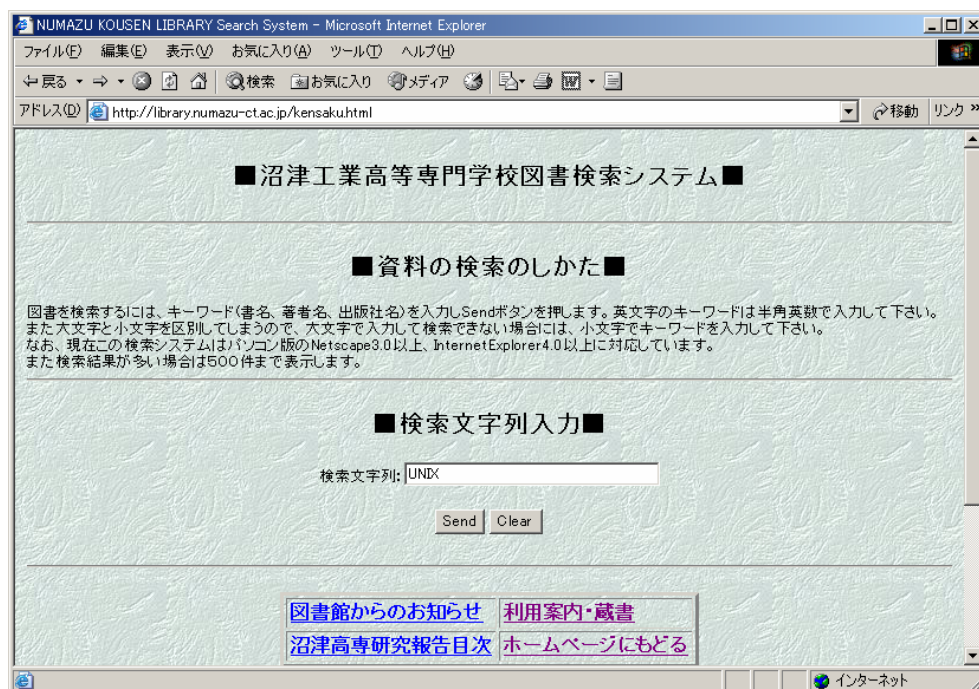 NUMAZU KOUSEN LIBRARY Search System - Microsoft Internet Explorer
ファイル(F) 編集(E) 表示(V) お気に入り(A) ツール(T) ヘルプ(H)
戻る 検索 お気に入り メディア
アドレス(D) http://library.numazu-ct.ac.jp/kensaku.html 移動 リンク »
■沼津工業高等専門学校図書検索システム■
■資料の検索のしかた■
図書を検索するには、キーワード(書名、著者名、出版社名)を入力しSendボタンを押します。英文字のキーワードは半角英数で入力して下さい。
また大文字と小文字を区別してしまうので、大文字で入力して検索できない場合には、小文字でキーワードを入力して下さい。
なお、現在この検索システムはパソコン版のNetscape3.0以上、InternetExplorer4.0以上に対応しています。
また検索結果が多い場合は500件まで表示します。
■検索文字列入力■
検索文字列: UNIX
Send Clear
図書館からのお知らせ 利用案内・蔵書
沼津高専研究報告目次 ホームページにもどる
インターネット